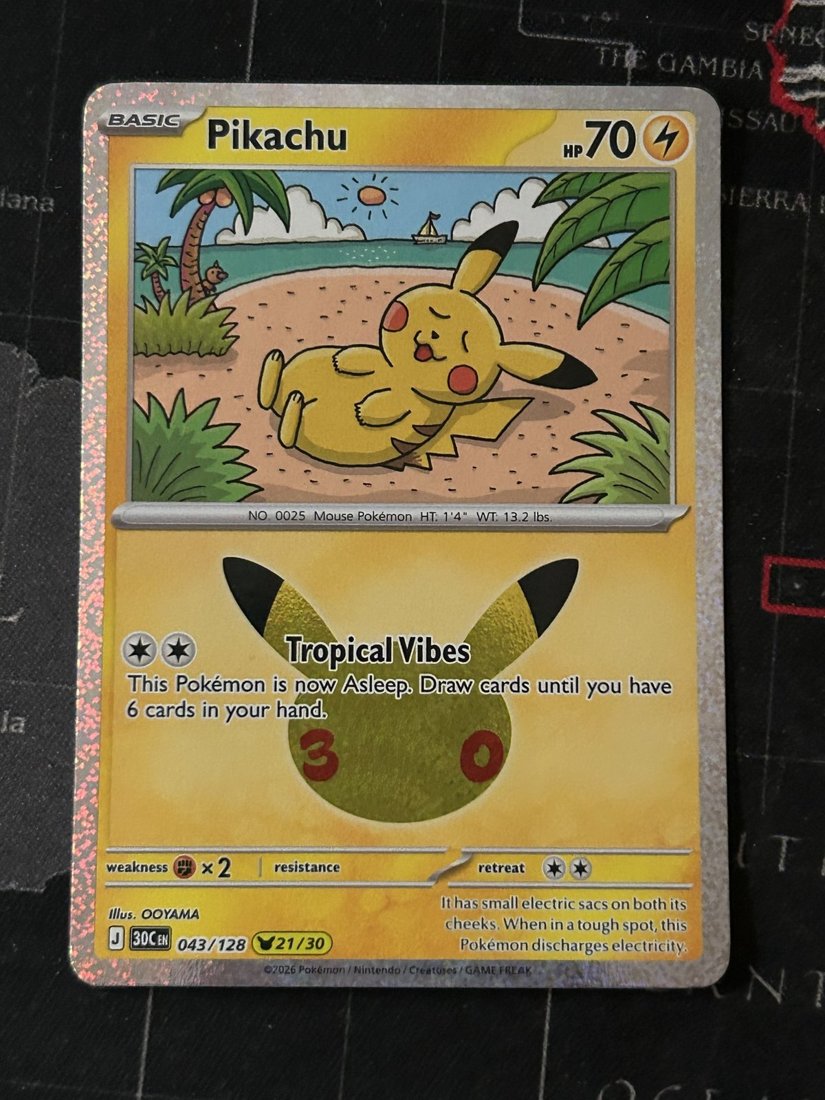 BASIC
Pikachu
HP 70
NO. 0025 Mouse Pokémon HT: 1'4" WT: 13.2 lbs.
Tropical Vibes
This Pokémon is now Asleep. Draw cards until you have
6 cards in your hand.
3 0
weakness ×2 resistance retreat
Illus. OOYAMA
It has small electric sacs on both its
cheeks. When in a tough spot, this
Pokémon discharges electricity.
J 30C EN 043/128 21/30
©2026 Pokémon / Nintendo / Creatures / GAME FREAK
THE GAMBIA